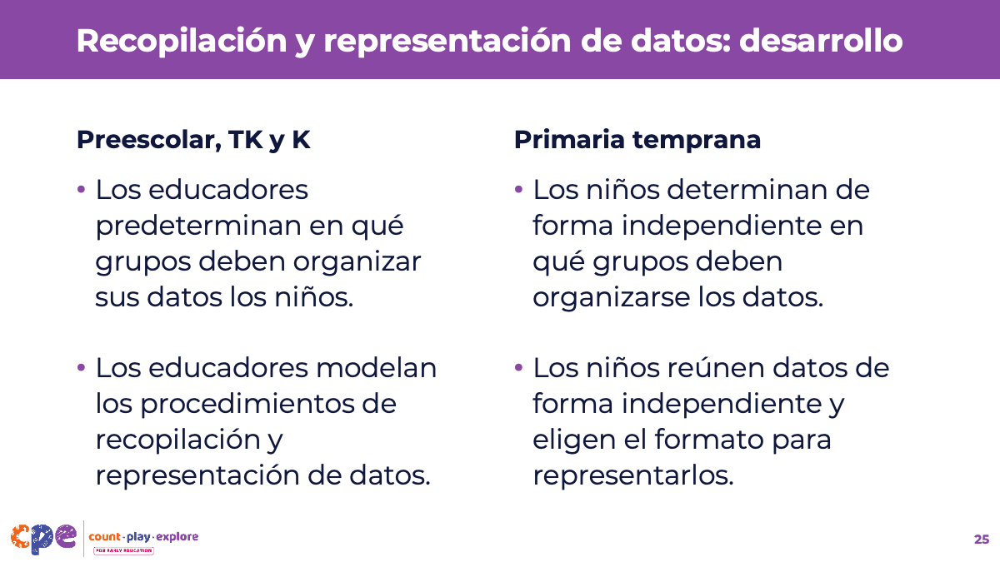 Recopilación y representación de datos: desarrollo
Preescolar, TK y K
• Los educadores
predeterminan en qué
grupos deben organizar
sus datos los niños.
• Los educadores modelan
los procedimientos de
recopilación y
representación de datos.
Primaria temprana
• Los niños determinan de
forma independiente en
qué grupos deben
organizarse los datos.
• Los niños reúnen datos de
forma independiente y
eligen el formato para
representarlos.
cpe
count·play·explore
FOR EARLY EDUCATION
25